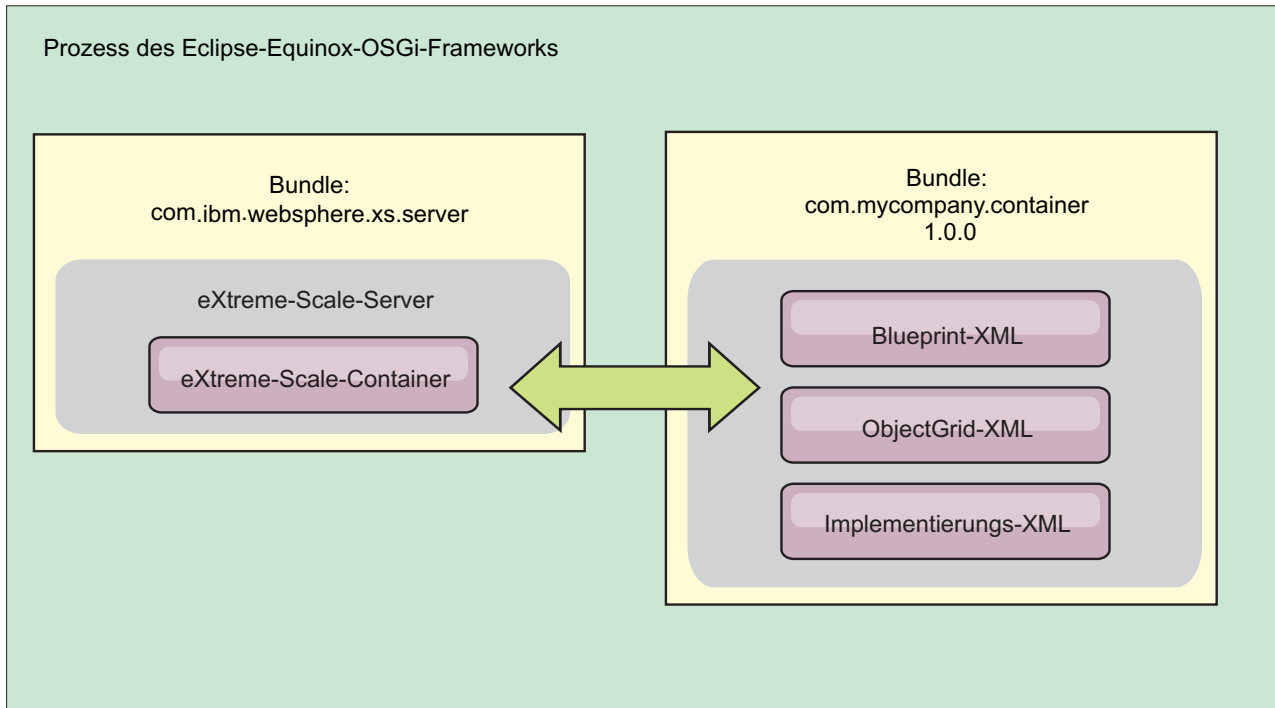 Prozess des Eclipse-Equinox-OSGi-Frameworks
Bundle:
com.ibm.websphere.xs.server
eXtreme-Scale-Server
eXtreme-Scale-Container
Bundle:
com.mycompany.container
1.0.0
Blueprint-XML
ObjectGrid-XML
Implementierungs-XML